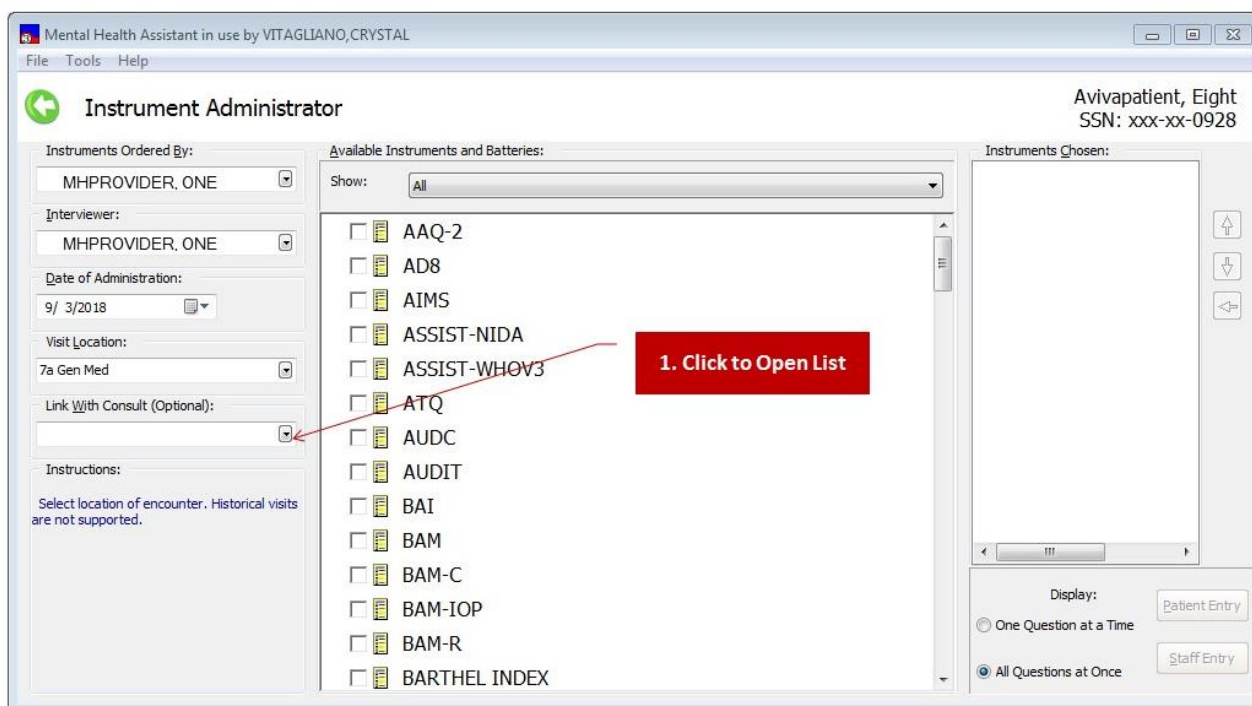 Mental Health Assistant in use by VITAGLIANO,CRYSTAL
File Tools Help
Instrument Administrator
Avivapatient, Eight
SSN: xxx-xx-0928
Instruments Ordered By:
MHPROVIDER, ONE
Interviewer:
MHPROVIDER, ONE
Date of Administration:
9/ 3/2018
Visit Location:
7a Gen Med
Link With Consult (Optional):
Instructions:
Select location of encounter. Historical visits
are not supported.
Available Instruments and Batteries:
Show: All
AAQ-2
AD8
AIMS
ASSIST-NIDA
ASSIST-WHOV3
ATQ
AUDC
AUDIT
BAI
BAM
BAM-C
BAM-IOP
BAM-R
BARTHEL INDEX
1. Click to Open List
Instruments Chosen:
Display:
One Question at a Time
All Questions at Once
Patient Entry
Staff Entry